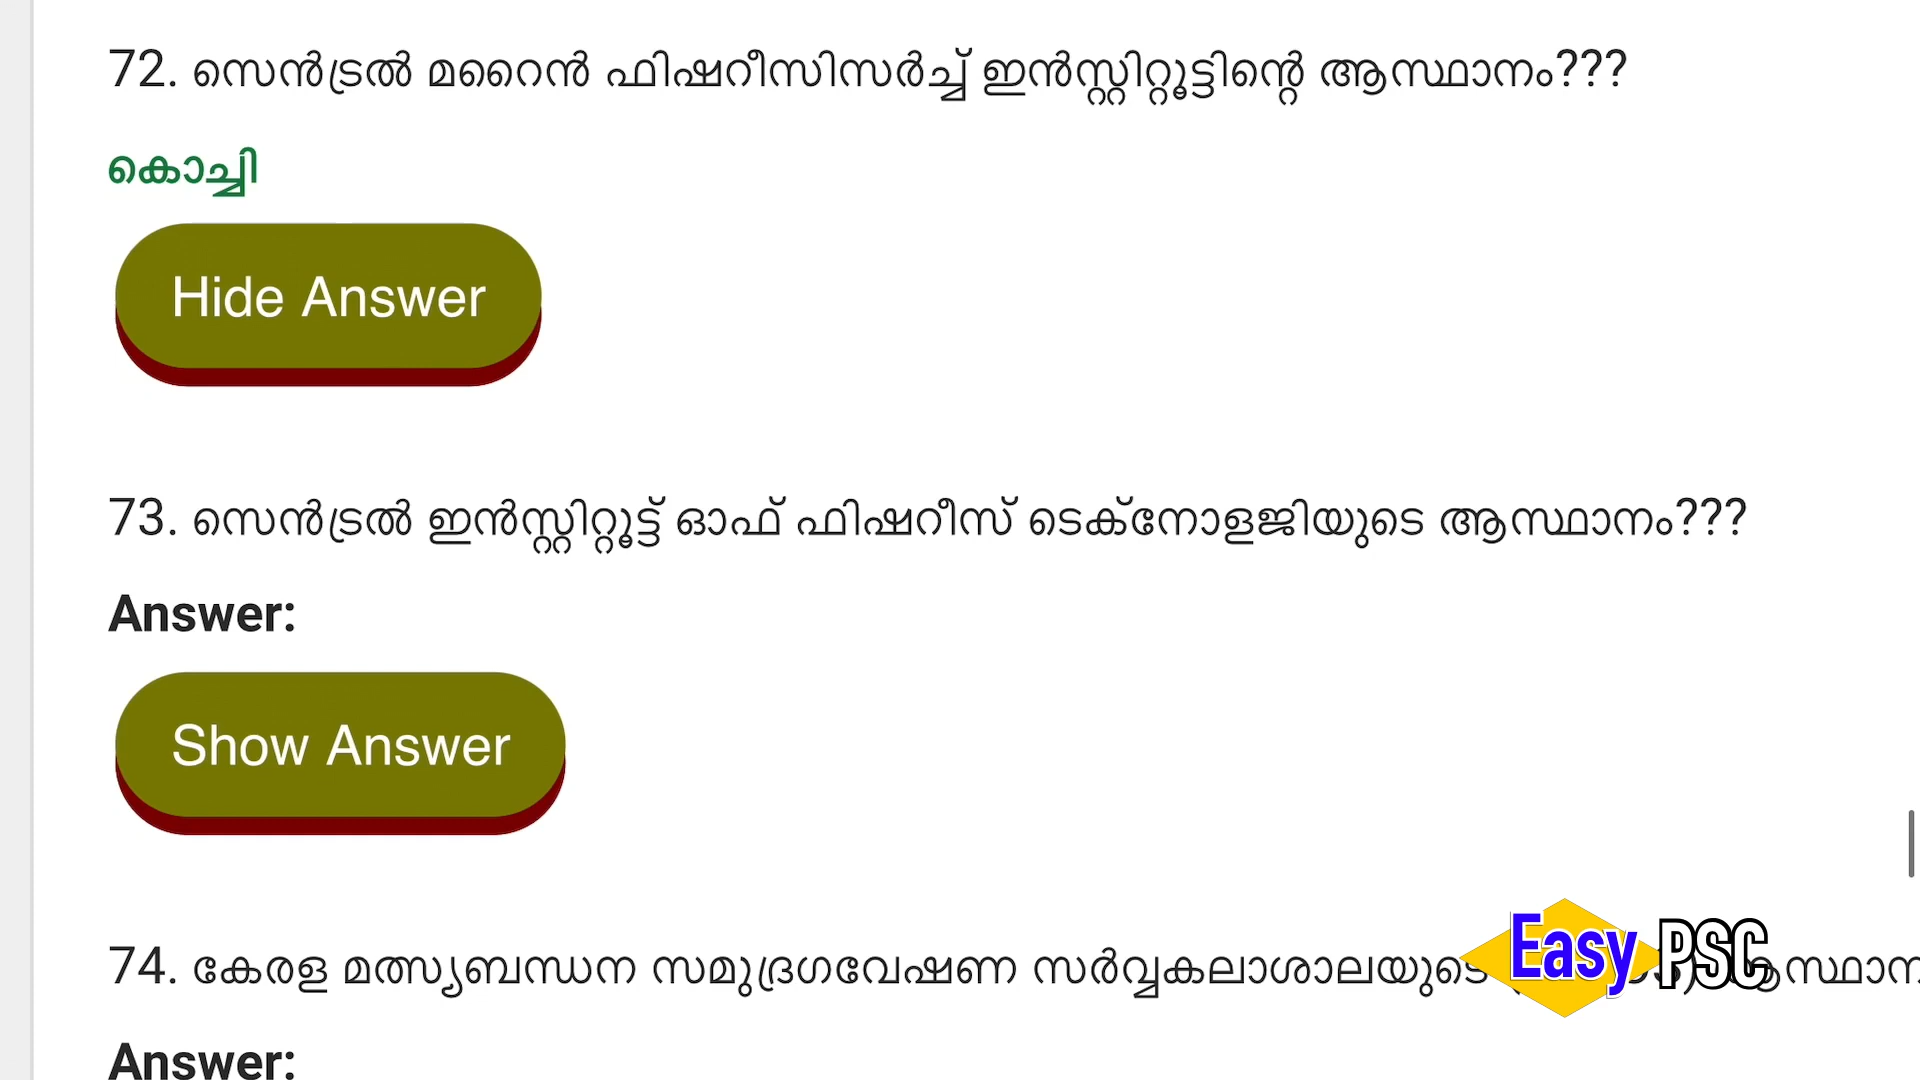 72. സെൻട്രൽ മറൈൻ ഫിഷറീസിസർച്ച് ഇൻസ്റ്റിറ്റൂട്ടിന്റെ ആസ്ഥാനം???
കൊച്ചി
Hide Answer
73. സെൻട്രൽ ഇൻസ്റ്റിറ്റൂട്ട് ഓഫ് ഫിഷറീസ് ടെക്നോളജിയുടെ ആസ്ഥാനം???
Answer:
Show Answer
74. കേരള മത്സ്യബന്ധന സമുദ്രഗവേഷണ സർവ്വകലാശാലയുടെ
Easy PSC
Answer: